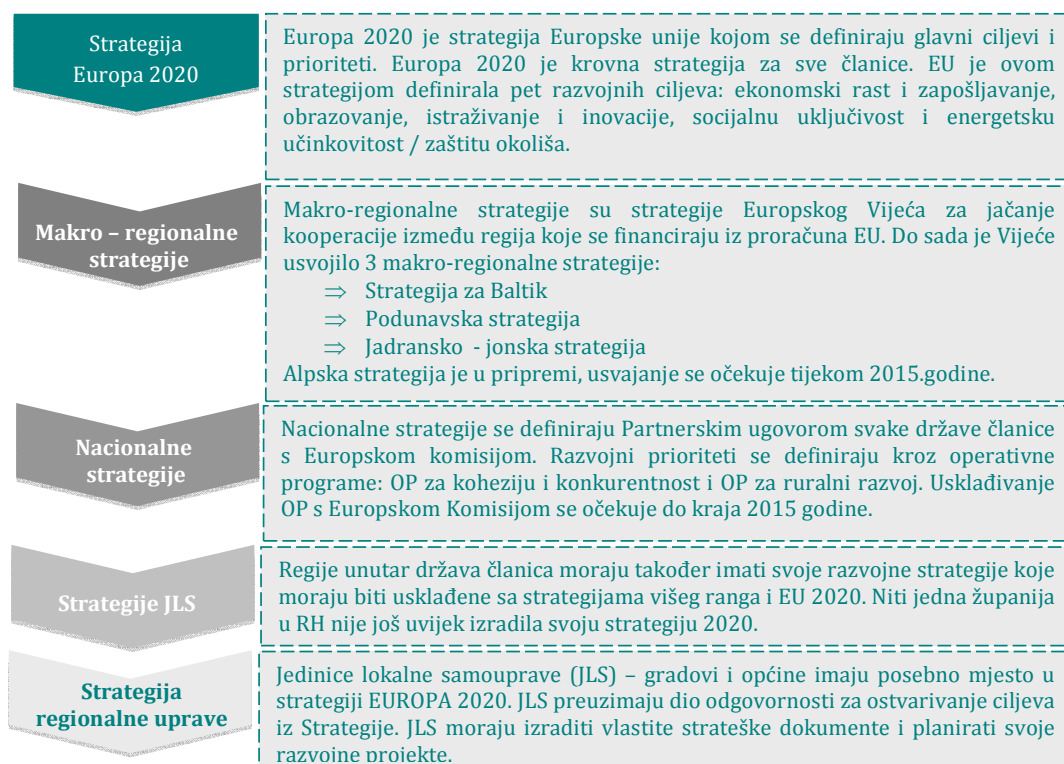 Strategija
Europa 2020
Europa 2020 je strategija Europske unije kojom se definiraju glavni ciljevi i
prioriteti. Europa 2020 je krovna strategija za sve članice. EU je ovom
strategijom definirala pet razvojnih ciljeva: ekonomski rast i zapošljavanje,
obrazovanje, istraživanje i inovacije, socijalnu uključivost i energetsku
učinkovitost / zaštitu okoliša.
Makro – regionalne
strategije
Makro-regionalne strategije su strategije Europskog Vijeća za jačanje
kooperacije između regija koje se financiraju iz proračuna EU. Do sada je Vijeće
usvojilo 3 makro-regionalne strategije:
⇒ Strategija za Baltik
⇒ Podunavska strategija
⇒ Jadransko - jonska strategija
Alpska strategija je u pripremi, usvajanje se očekuje tijekom 2015.godine.
Nacionalne
strategije
Nacionalne strategije se definiraju Partnerskim ugovorom svake države članice
s Europskom komisijom. Razvojni prioriteti se definiraju kroz operativne
programe: OP za koheziju i konkurentnost i OP za ruralni razvoj. Usklađivanje
OP s Europskom Komisijom se očekuje do kraja 2015 godine.
Strategije JLS
Regije unutar država članica moraju također imati svoje razvojne strategije koje
moraju biti usklađene sa strategijama višeg ranga i EU 2020. Niti jedna županija
u RH nije još uvijek izradila svoju strategiju 2020.
Strategija
regionalne uprave
Jedinice lokalne samouprave (JLS) – gradovi i općine imaju posebno mjesto u
strategiji EUROPA 2020. JLS preuzimaju dio odgovornosti za ostvarivanje ciljeva
iz Strategije. JLS moraju izraditi vlastite strateške dokumente i planirati svoje
razvojne projekte.